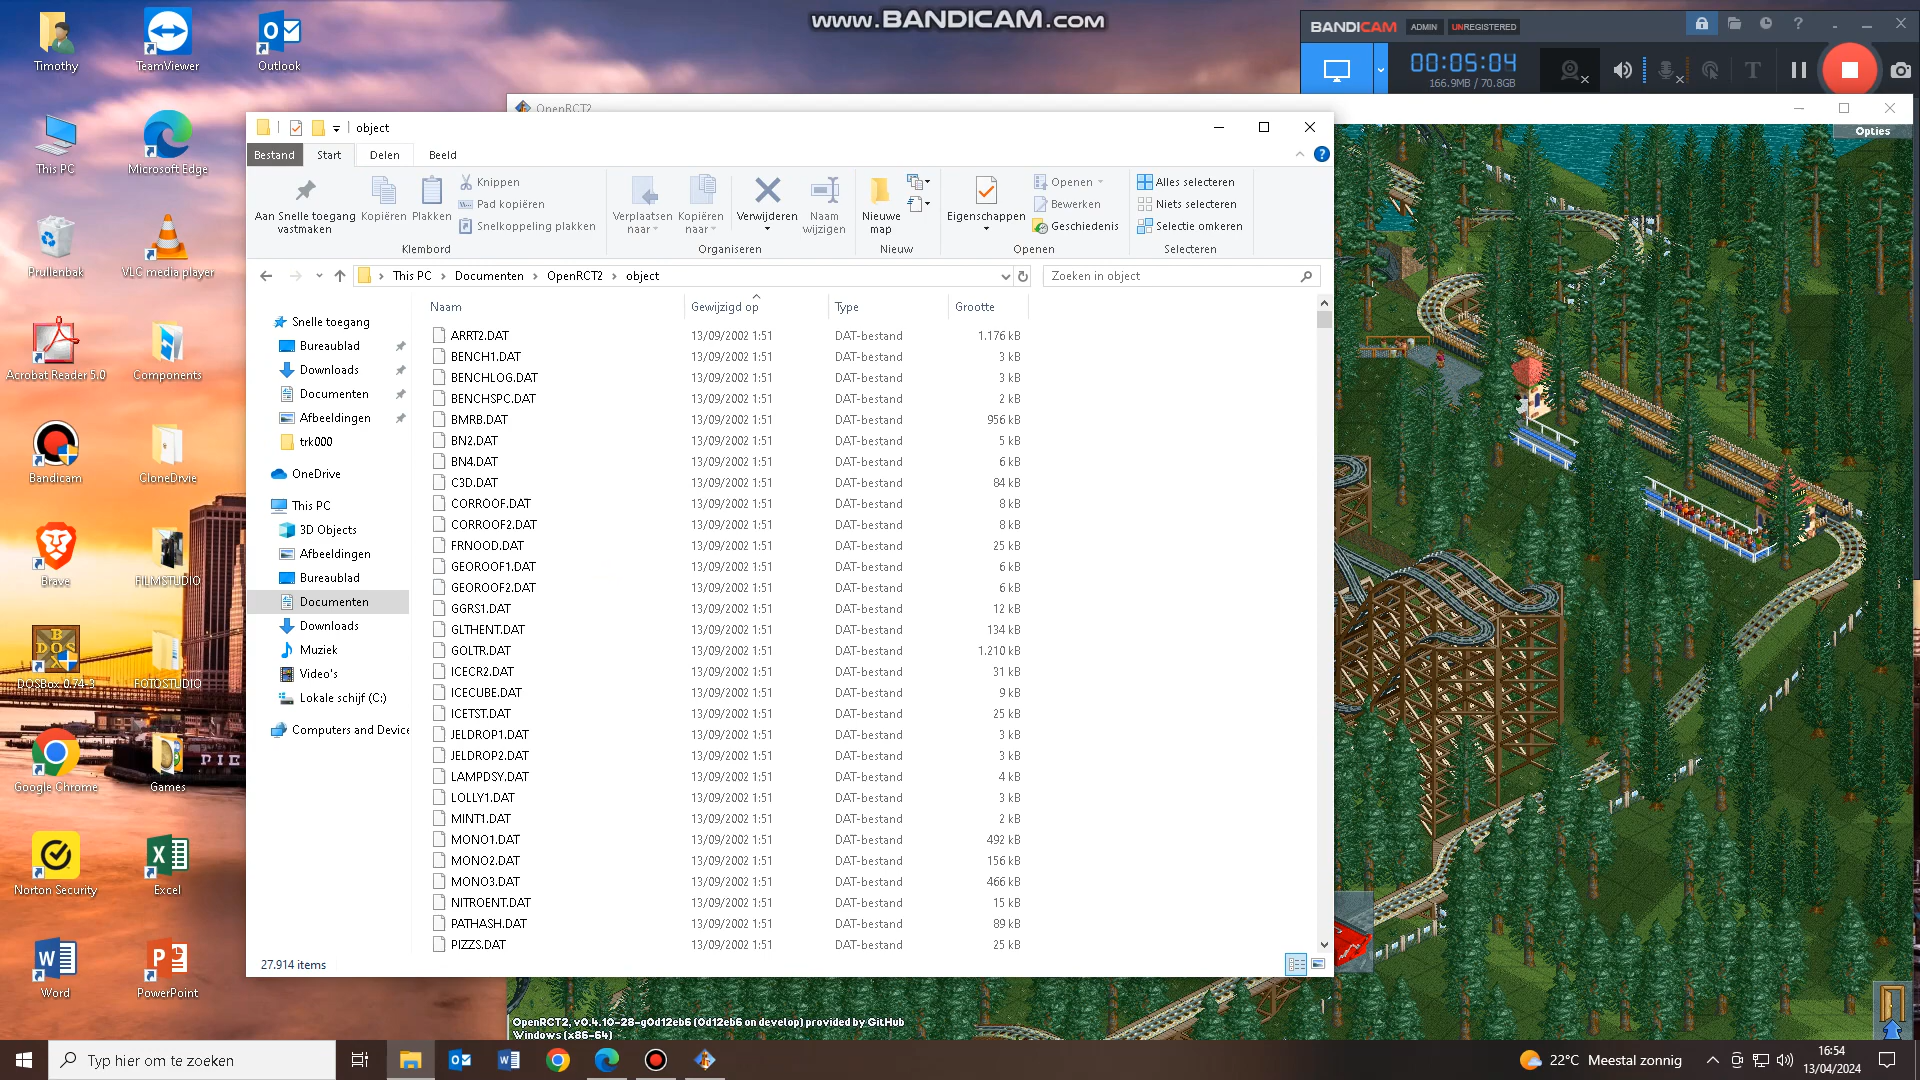 www.BANDICAM.com
BANDICAM ADMIN UNREGISTERED
00:05:04
166.9MB / 70.8GB
Timothy
TeamViewer
Outlook
This PC
Microsoft Edge
Prullenbak
VLC media player
Acrobat Reader 5.0
Components
Bandicam
CloneDrvie
Brave
FILMSTUDIO
DOSBox 0.74-3
FOTOSTUDIO
Google Chrome
Games
Norton Security
Excel
Word
PowerPoint
OpenRCT2
Opties
object
Bestand Start Delen Beeld
Aan Snelle toegang vastmaken
Kopiëren
Plakken
Knippen
Pad kopiëren
Snelkoppeling plakken
Klembord
Verplaatsen naar
Kopiëren naar
Verwijderen
Naam wijzigen
Organiseren
Nieuwe map
Nieuw
Eigenschappen
Openen
Bewerken
Geschiedenis
Openen
Alles selecteren
Niets selecteren
Selectie omkeren
Selecteren
This PC Documenten OpenRCT2 object
Zoeken in object
Snelle toegang
Bureaublad
Downloads
Documenten
Afbeeldingen
trk000
OneDrive
This PC
3D Objects
Afbeeldingen
Bureaublad
Documenten
Downloads
Muziek
Video's
Lokale schijf (C:)
Computers and Device
Naam Gewijzigd op Type Grootte
ARRT2.DAT 13/09/2002 1:51 DAT-bestand 1.176 kB
BENCH1.DAT 13/09/2002 1:51 DAT-bestand 3 kB
BENCHLOG.DAT 13/09/2002 1:51 DAT-bestand 3 kB
BENCHSPC.DAT 13/09/2002 1:51 DAT-bestand 2 kB
BMRB.DAT 13/09/2002 1:51 DAT-bestand 956 kB
BN2.DAT 13/09/2002 1:51 DAT-bestand 5 kB
BN4.DAT 13/09/2002 1:51 DAT-bestand 6 kB
C3D.DAT 13/09/2002 1:51 DAT-bestand 84 kB
CORROOF.DAT 13/09/2002 1:51 DAT-bestand 8 kB
CORROOF2.DAT 13/09/2002 1:51 DAT-bestand 8 kB
FRNOOD.DAT 13/09/2002 1:51 DAT-bestand 25 kB
GEOROOF1.DAT 13/09/2002 1:51 DAT-bestand 6 kB
GEOROOF2.DAT 13/09/2002 1:51 DAT-bestand 6 kB
GGRS1.DAT 13/09/2002 1:51 DAT-bestand 12 kB
GLTHENT.DAT 13/09/2002 1:51 DAT-bestand 134 kB
GOLTR.DAT 13/09/2002 1:51 DAT-bestand 1.210 kB
ICECR2.DAT 13/09/2002 1:51 DAT-bestand 31 kB
ICECUBE.DAT 13/09/2002 1:51 DAT-bestand 9 kB
ICETST.DAT 13/09/2002 1:51 DAT-bestand 25 kB
JELDROP1.DAT 13/09/2002 1:51 DAT-bestand 3 kB
JELDROP2.DAT 13/09/2002 1:51 DAT-bestand 3 kB
LAMPDSY.DAT 13/09/2002 1:51 DAT-bestand 4 kB
LOLLY1.DAT 13/09/2002 1:51 DAT-bestand 3 kB
MINT1.DAT 13/09/2002 1:51 DAT-bestand 2 kB
MONO1.DAT 13/09/2002 1:51 DAT-bestand 492 kB
MONO2.DAT 13/09/2002 1:51 DAT-bestand 156 kB
MONO3.DAT 13/09/2002 1:51 DAT-bestand 466 kB
NITROENT.DAT 13/09/2002 1:51 DAT-bestand 15 kB
PATHASH.DAT 13/09/2002 1:51 DAT-bestand 89 kB
PIZZS.DAT 13/09/2002 1:51 DAT-bestand 25 kB
27.914 items
OpenRCT2, v0.4.10-28-g0d12eb6 (0d12eb6 on develop) provided by GitHub
Windows (x86-64)
Typ hier om te zoeken
22°C Meestal zonnig
16:54
13/04/2024